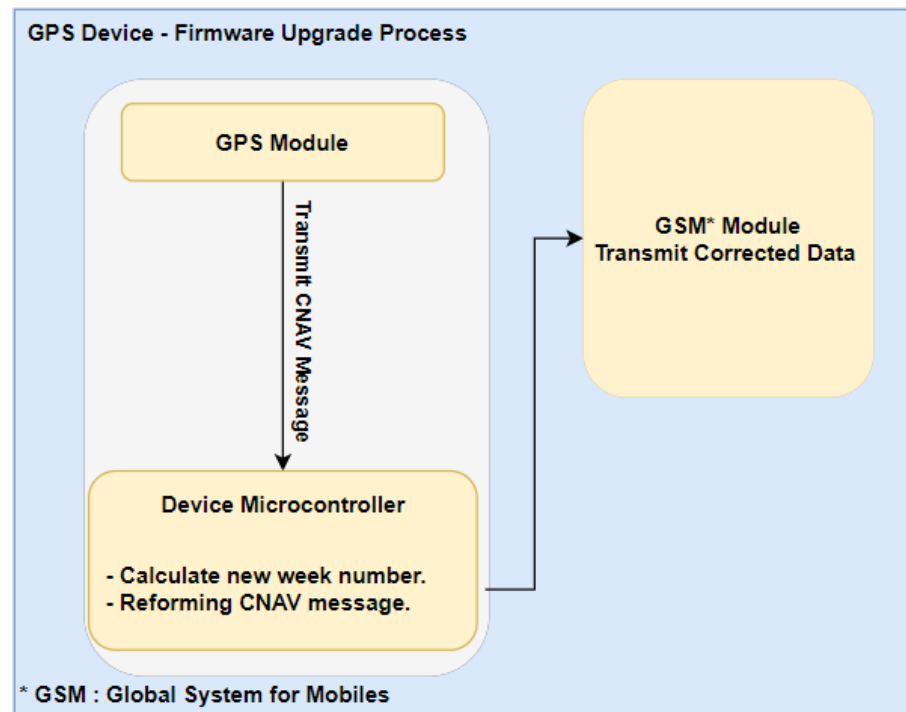 GPS Device - Firmware Upgrade Process
GPS Module
Transmit CNAV Message
Device Microcontroller
- Calculate new week number.
- Reforming CNAV message.
GSM* Module
Transmit Corrected Data
* GSM : Global System for Mobiles